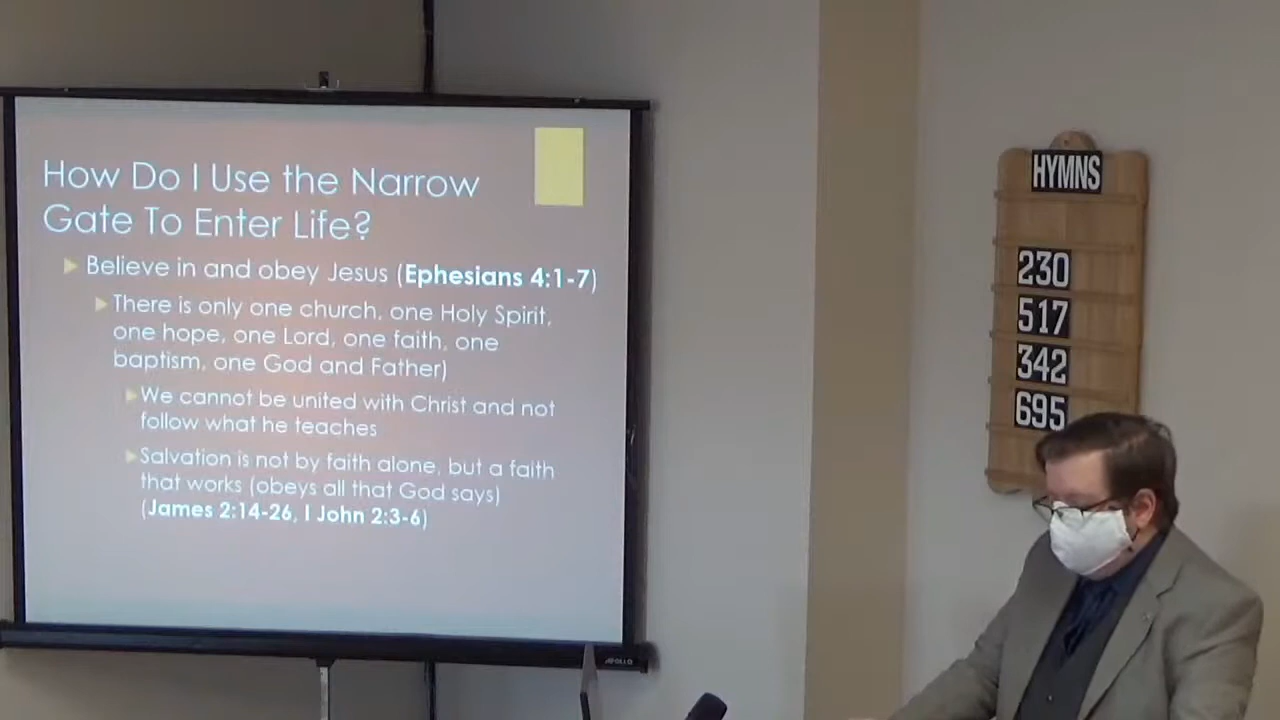 How Do I Use the Narrow
Gate To Enter Life?
Believe in and obey Jesus (Ephesians 4:1-7)
There is only one church, one Holy Spirit,
one hope, one Lord, one faith, one
baptism, one God and Father)
We cannot be united with Christ and not
follow what he teaches
Salvation is not by faith alone, but a faith
that works (obeys all that God says)
(James 2:14-26, I John 2:3-6)
APOLLO
HYMNS
230
517
342
695